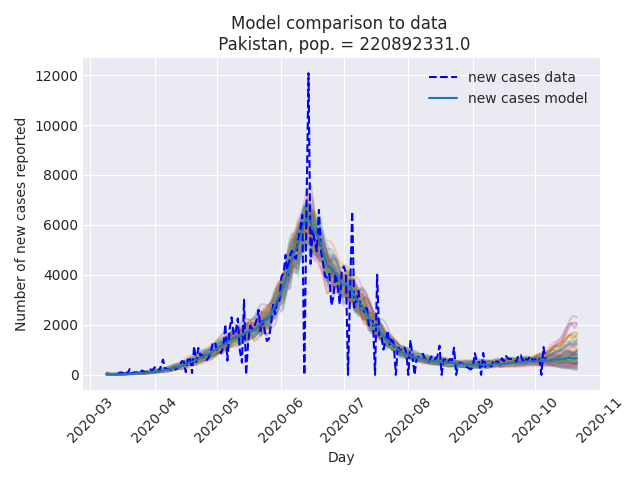 Model comparison to data
Pakistan, pop. = 220892331.0
new cases data
new cases model
Number of new cases reported
12000
10000
8000
6000
4000
2000
0
2020-03
2020-04
2020-05
2020-06
2020-07
2020-08
2020-09
2020-10
2020-11
Day